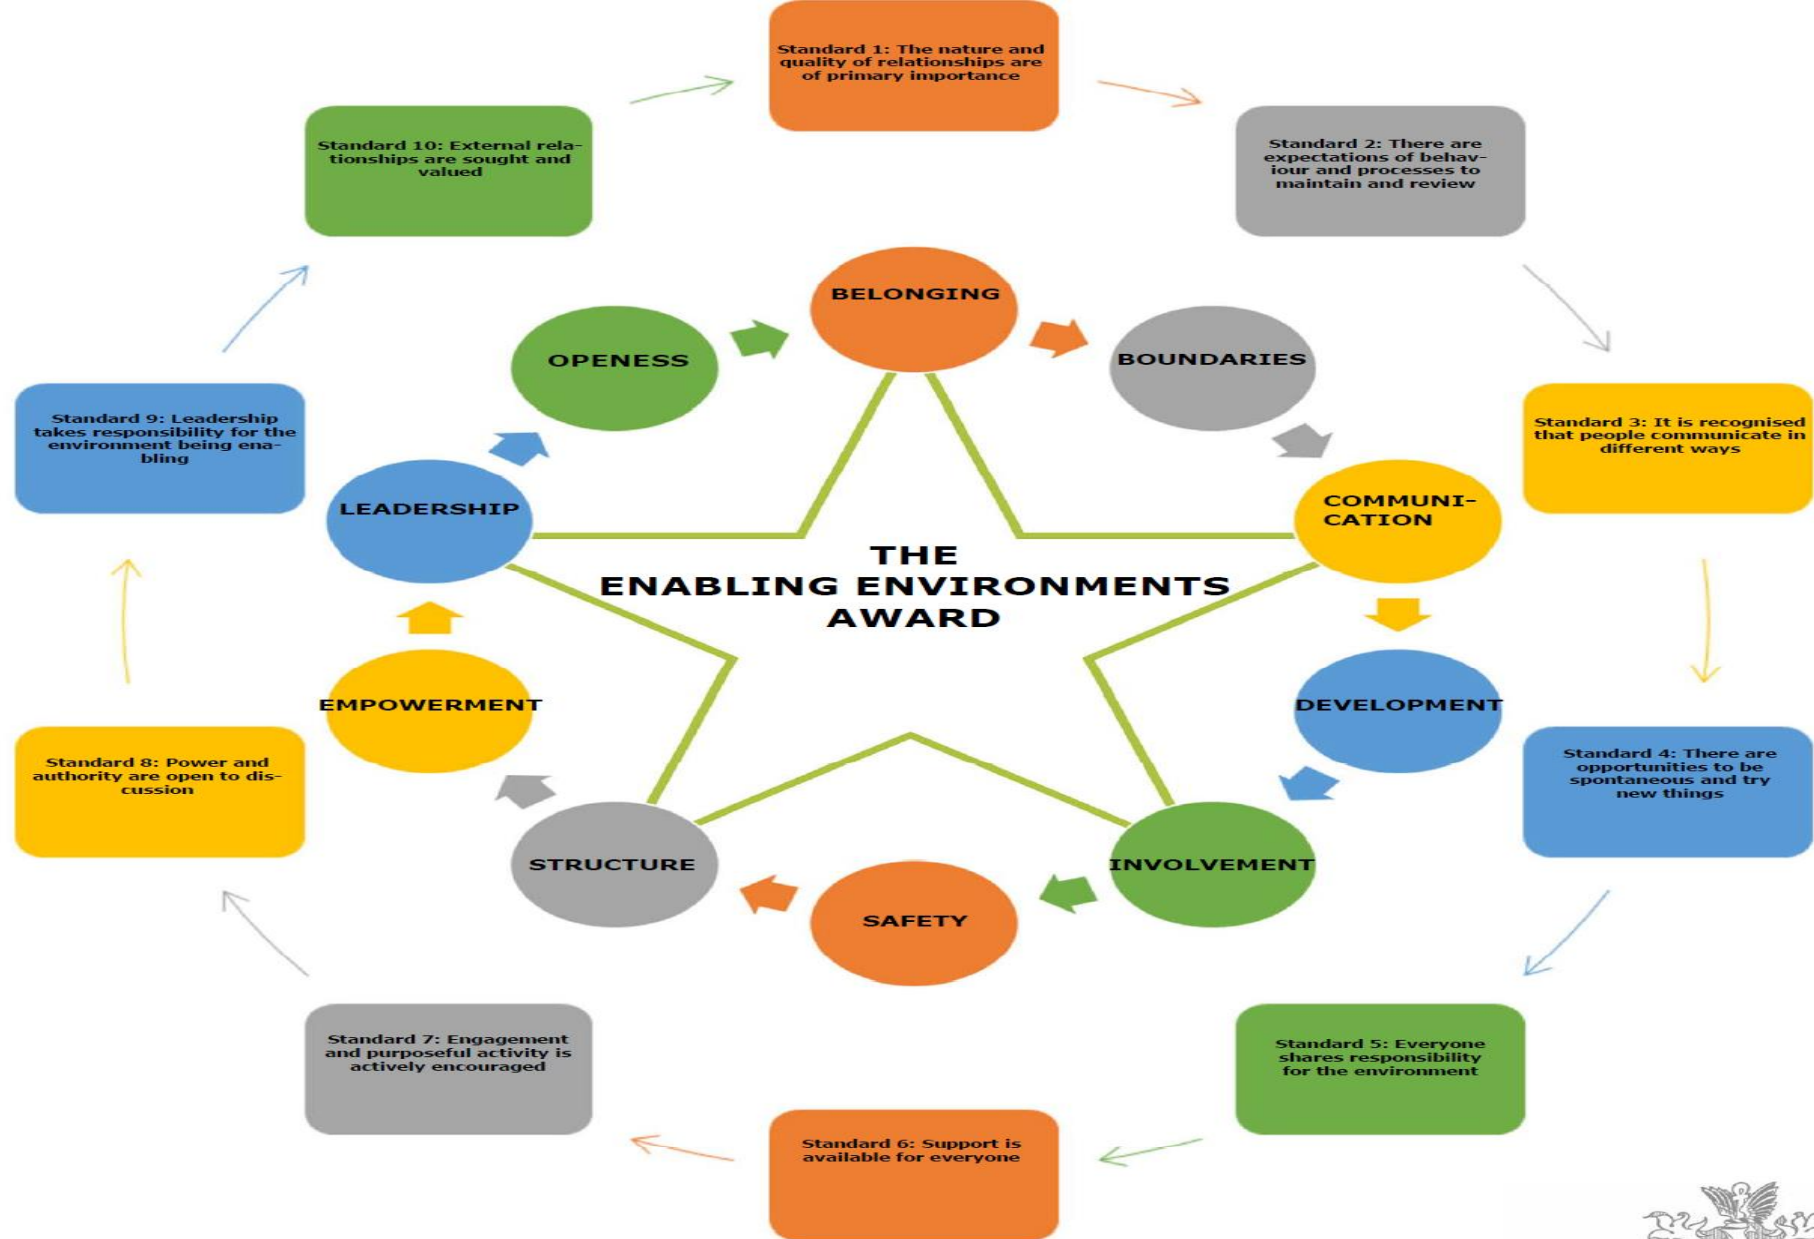 Standard 1: The nature and
quality of relationships are
of primary importance
Standard 2: There are
expectations of behav-
iour and processes to
maintain and review
Standard 3: It is recognised
that people communicate in
different ways
Standard 4: There are
opportunities to be
spontaneous and try
new things
Standard 5: Everyone
shares responsibility
for the environment
Standard 6: Support is
available for everyone
Standard 7: Engagement
and purposeful activity is
actively encouraged
Standard 8: Power and
authority are open to dis-
cussion
Standard 9: Leadership
takes responsibility for the
environment being ena-
bling
Standard 10: External rela-
tionships are sought and
valued
BELONGING
BOUNDARIES
COMMUNI-
CATION
DEVELOPMENT
INVOLVEMENT
SAFETY
STRUCTURE
EMPOWERMENT
LEADERSHIP
OPENESS
THE
ENABLING ENVIRONMENTS
AWARD